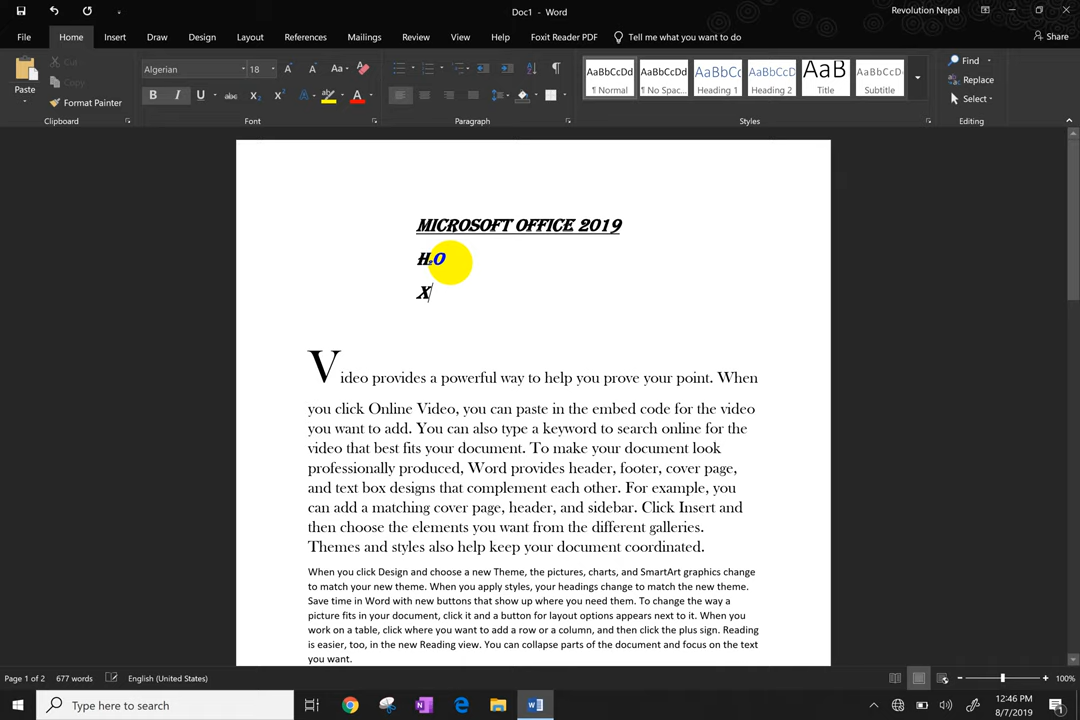 Doc1 - Word
Revolution Nepal
File Home Insert Draw Design Layout References Mailings Review View Help Foxit Reader PDF Tell me what you want to do Share
Paste
Cut
Copy
Format Painter
Clipboard
Algerian 18
Font
Paragraph
AaBbCcDd AaBbCcDd AaBbCc AaBbCcDd AaB AaBbCcDd
¶ Normal ¶ No Spac... Heading 1 Heading 2 Title Subtitle
Styles
Find
Replace
Select
Editing
MICROSOFT OFFICE 2019
H₂O
X
Video provides a powerful way to help you prove your point. When
you click Online Video, you can paste in the embed code for the video
you want to add. You can also type a keyword to search online for the
video that best fits your document. To make your document look
professionally produced, Word provides header, footer, cover page,
and text box designs that complement each other. For example, you
can add a matching cover page, header, and sidebar. Click Insert and
then choose the elements you want from the different galleries.
Themes and styles also help keep your document coordinated.
When you click Design and choose a new Theme, the pictures, charts, and SmartArt graphics change
to match your new theme. When you apply styles, your headings change to match the new theme.
Save time in Word with new buttons that show up where you need them. To change the way a
picture fits in your document, click it and a button for layout options appears next to it. When you
work on a table, click where you want to add a row or a column, and then click the plus sign. Reading
is easier, too, in the new Reading view. You can collapse parts of the document and focus on the text
you want.
Page 1 of 2 677 words English (United States) 100%
Type here to search
12:46 PM
8/7/2019